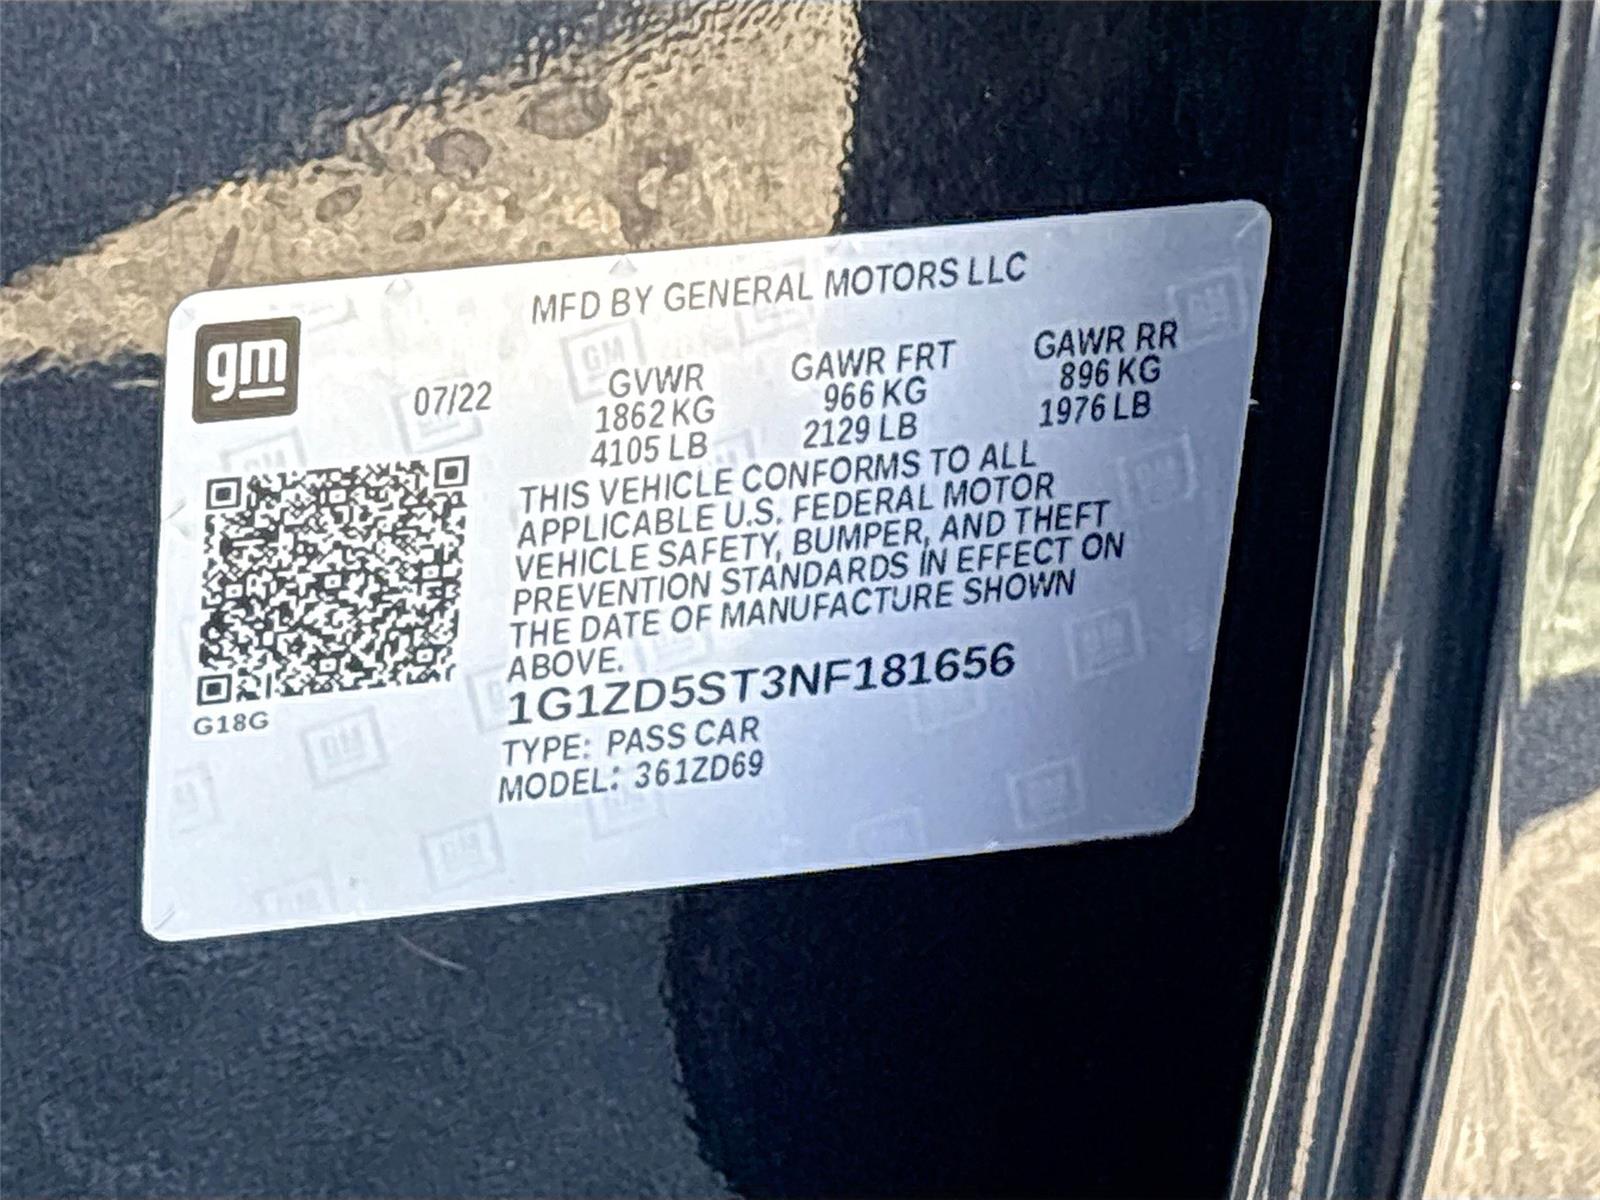 MFD BY GENERAL MOTORS LLC
gm
07/22
GVWR
1862 KG
4105 LB
GAWR FRT
966 KG
2129 LB
GAWR RR
896 KG
1976 LB
THIS VEHICLE CONFORMS TO ALL
APPLICABLE U.S. FEDERAL MOTOR
VEHICLE SAFETY, BUMPER, AND THEFT
PREVENTION STANDARDS IN EFFECT ON
THE DATE OF MANUFACTURE SHOWN
ABOVE.
1G1ZD5ST3NF181656
TYPE: PASS CAR
MODEL: 361ZD69
G18G